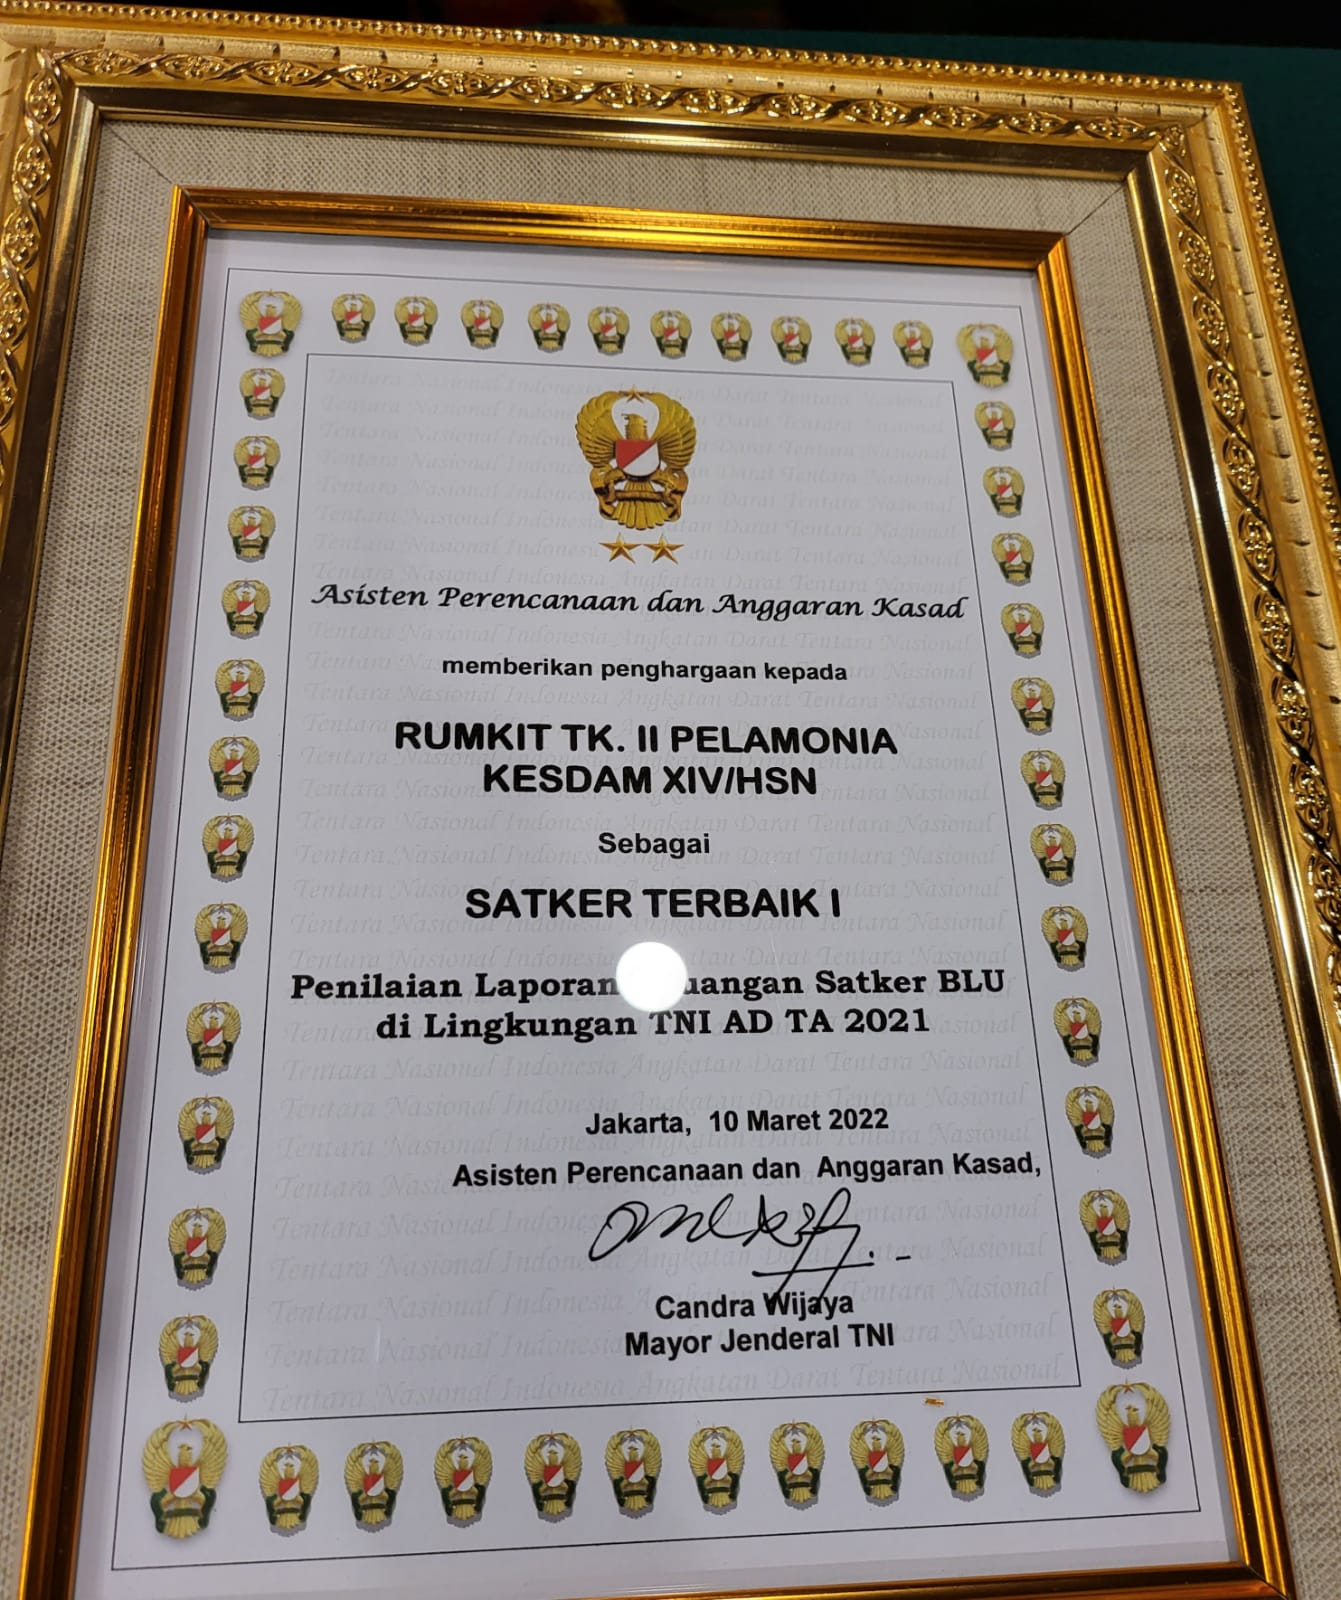 Asisten Perencanaan dan Anggaran Kasad
memberikan penghargaan kepada
RUMKIT TK. II PELAMONIA
KESDAM XIV/HSN
Sebagai
SATKER TERBAIK I
Penilaian Laporan Satker BLU
di Lingkungan TNI AD TA 2021
Jakarta, 10 Maret 2022
Asisten Perencanaan dan Anggaran Kasad,
Candra Wijaya
Mayor Jenderal TNI